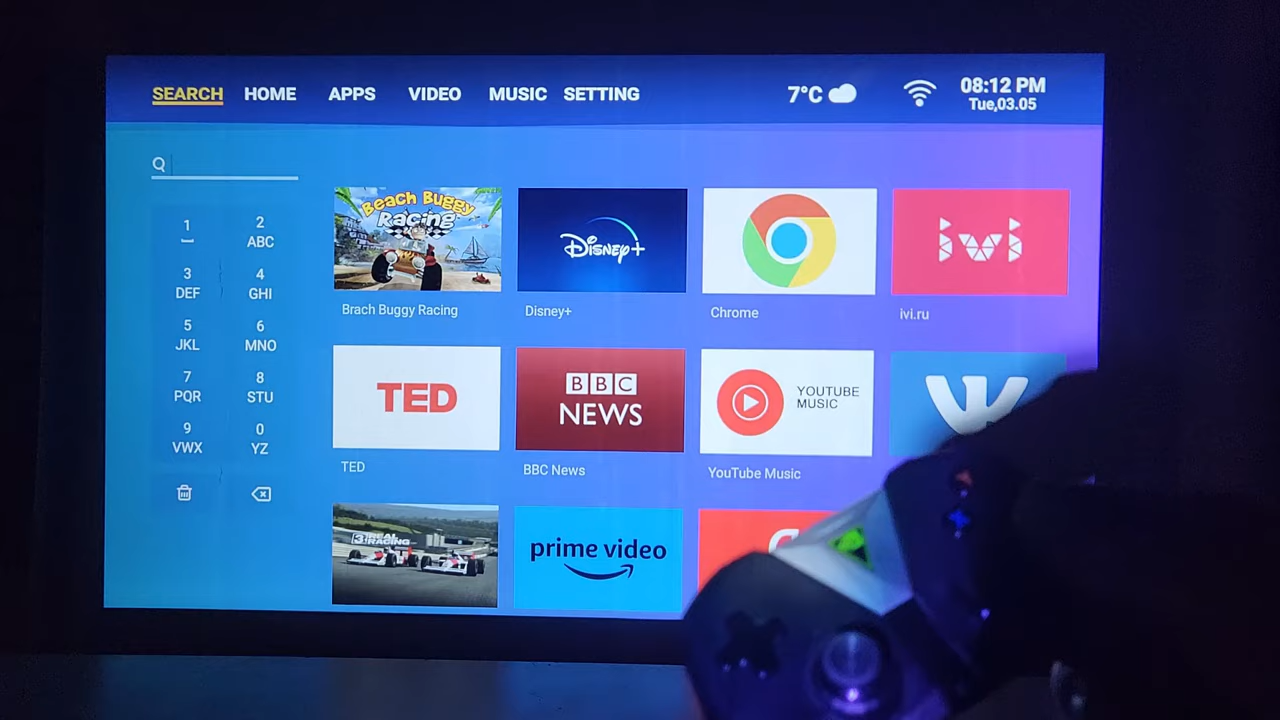 SEARCH HOME APPS VIDEO MUSIC SETTING 7°C 08:12 PM
Tue,03.05
1
2
ABC
3
DEF
4
GHI
5
JKL
6
MNO
7
PQR
8
STU
9
VWX
0
YZ
Beach Buggy
Racing
Brach Buggy Racing
Disney+
Disney+
Chrome
ivi
ivi.ru
TED
TED
BBC
NEWS
BBC News
YOUTUBE
MUSIC
YouTube Music
REAL
RACING
3
prime video